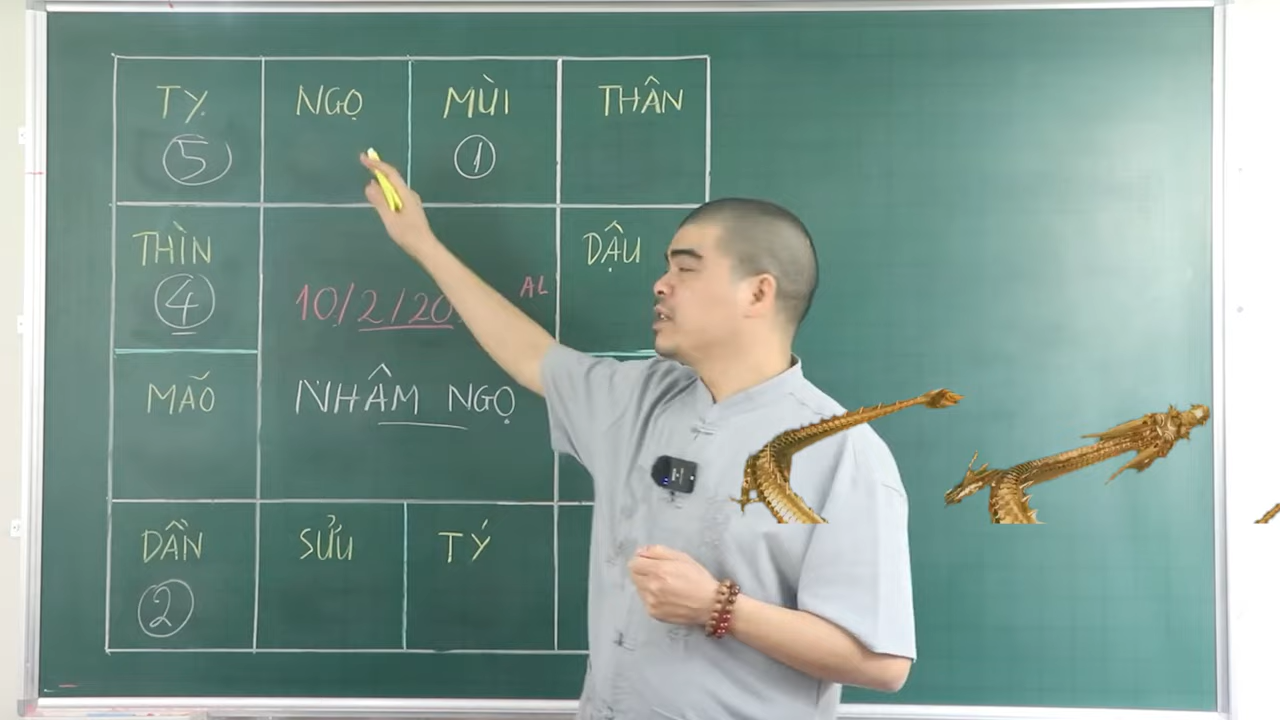 TỴ NGỌ MÙI THÂN
5 1
THÌN DẬU
4
10/2/20 AL
MÃO NHÂM NGỌ
DẦN SỬU TÝ
2